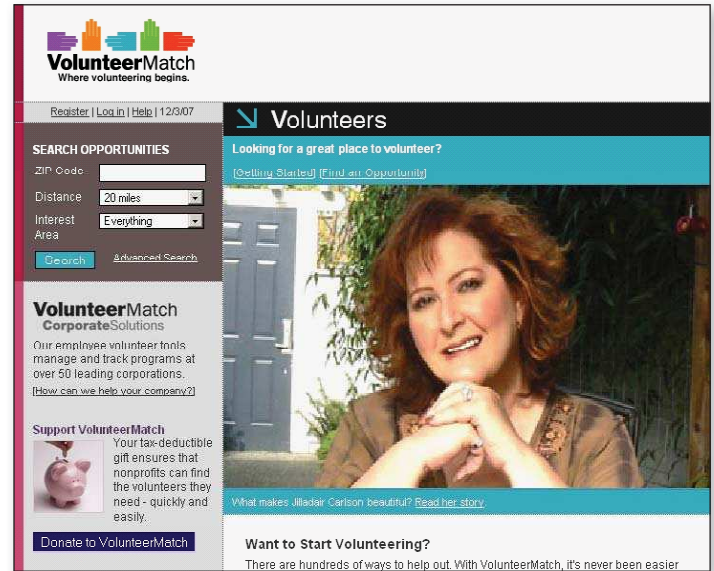 VolunteerMatch
Where volunteering begins.
Register | Log in | Help | 12/3/07
SEARCH OPPORTUNITIES
ZIP Code
Distance 20 miles
Interest Area Everything
Search Advanced Search
VolunteerMatch
CorporateSolutions
Our employee volunteer tools
manage and track programs at
over 50 leading corporations.
[How can we help your company?]
Support VolunteerMatch
Your tax-deductible
gift ensures that
nonprofits can find
the volunteers they
need - quickly and
easily.
Donate to VolunteerMatch
Volunteers
Looking for a great place to volunteer?
[Getting Started] [Find an Opportunity]
What makes Jilladair Carlson beautiful? Read her story.
Want to Start Volunteering?
There are hundreds of ways to help out. With VolunteerMatch, it's never been easier